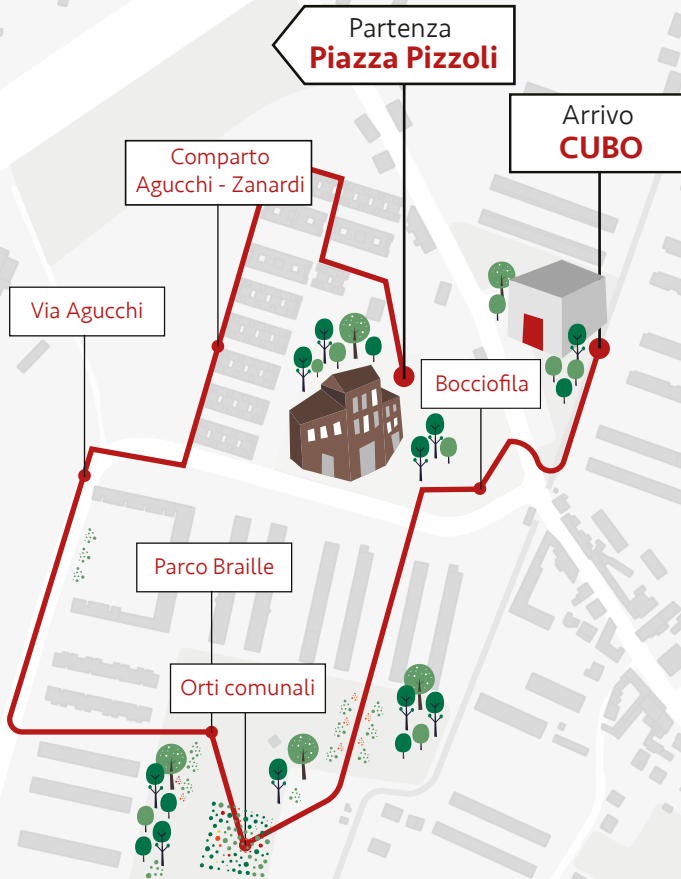 Partenza
Piazza Pizzoli
Arrivo
CUBO
Comparto
Agucchi - Zanardi
Via Agucchi
Bocciofila
Parco Braille
Orti comunali